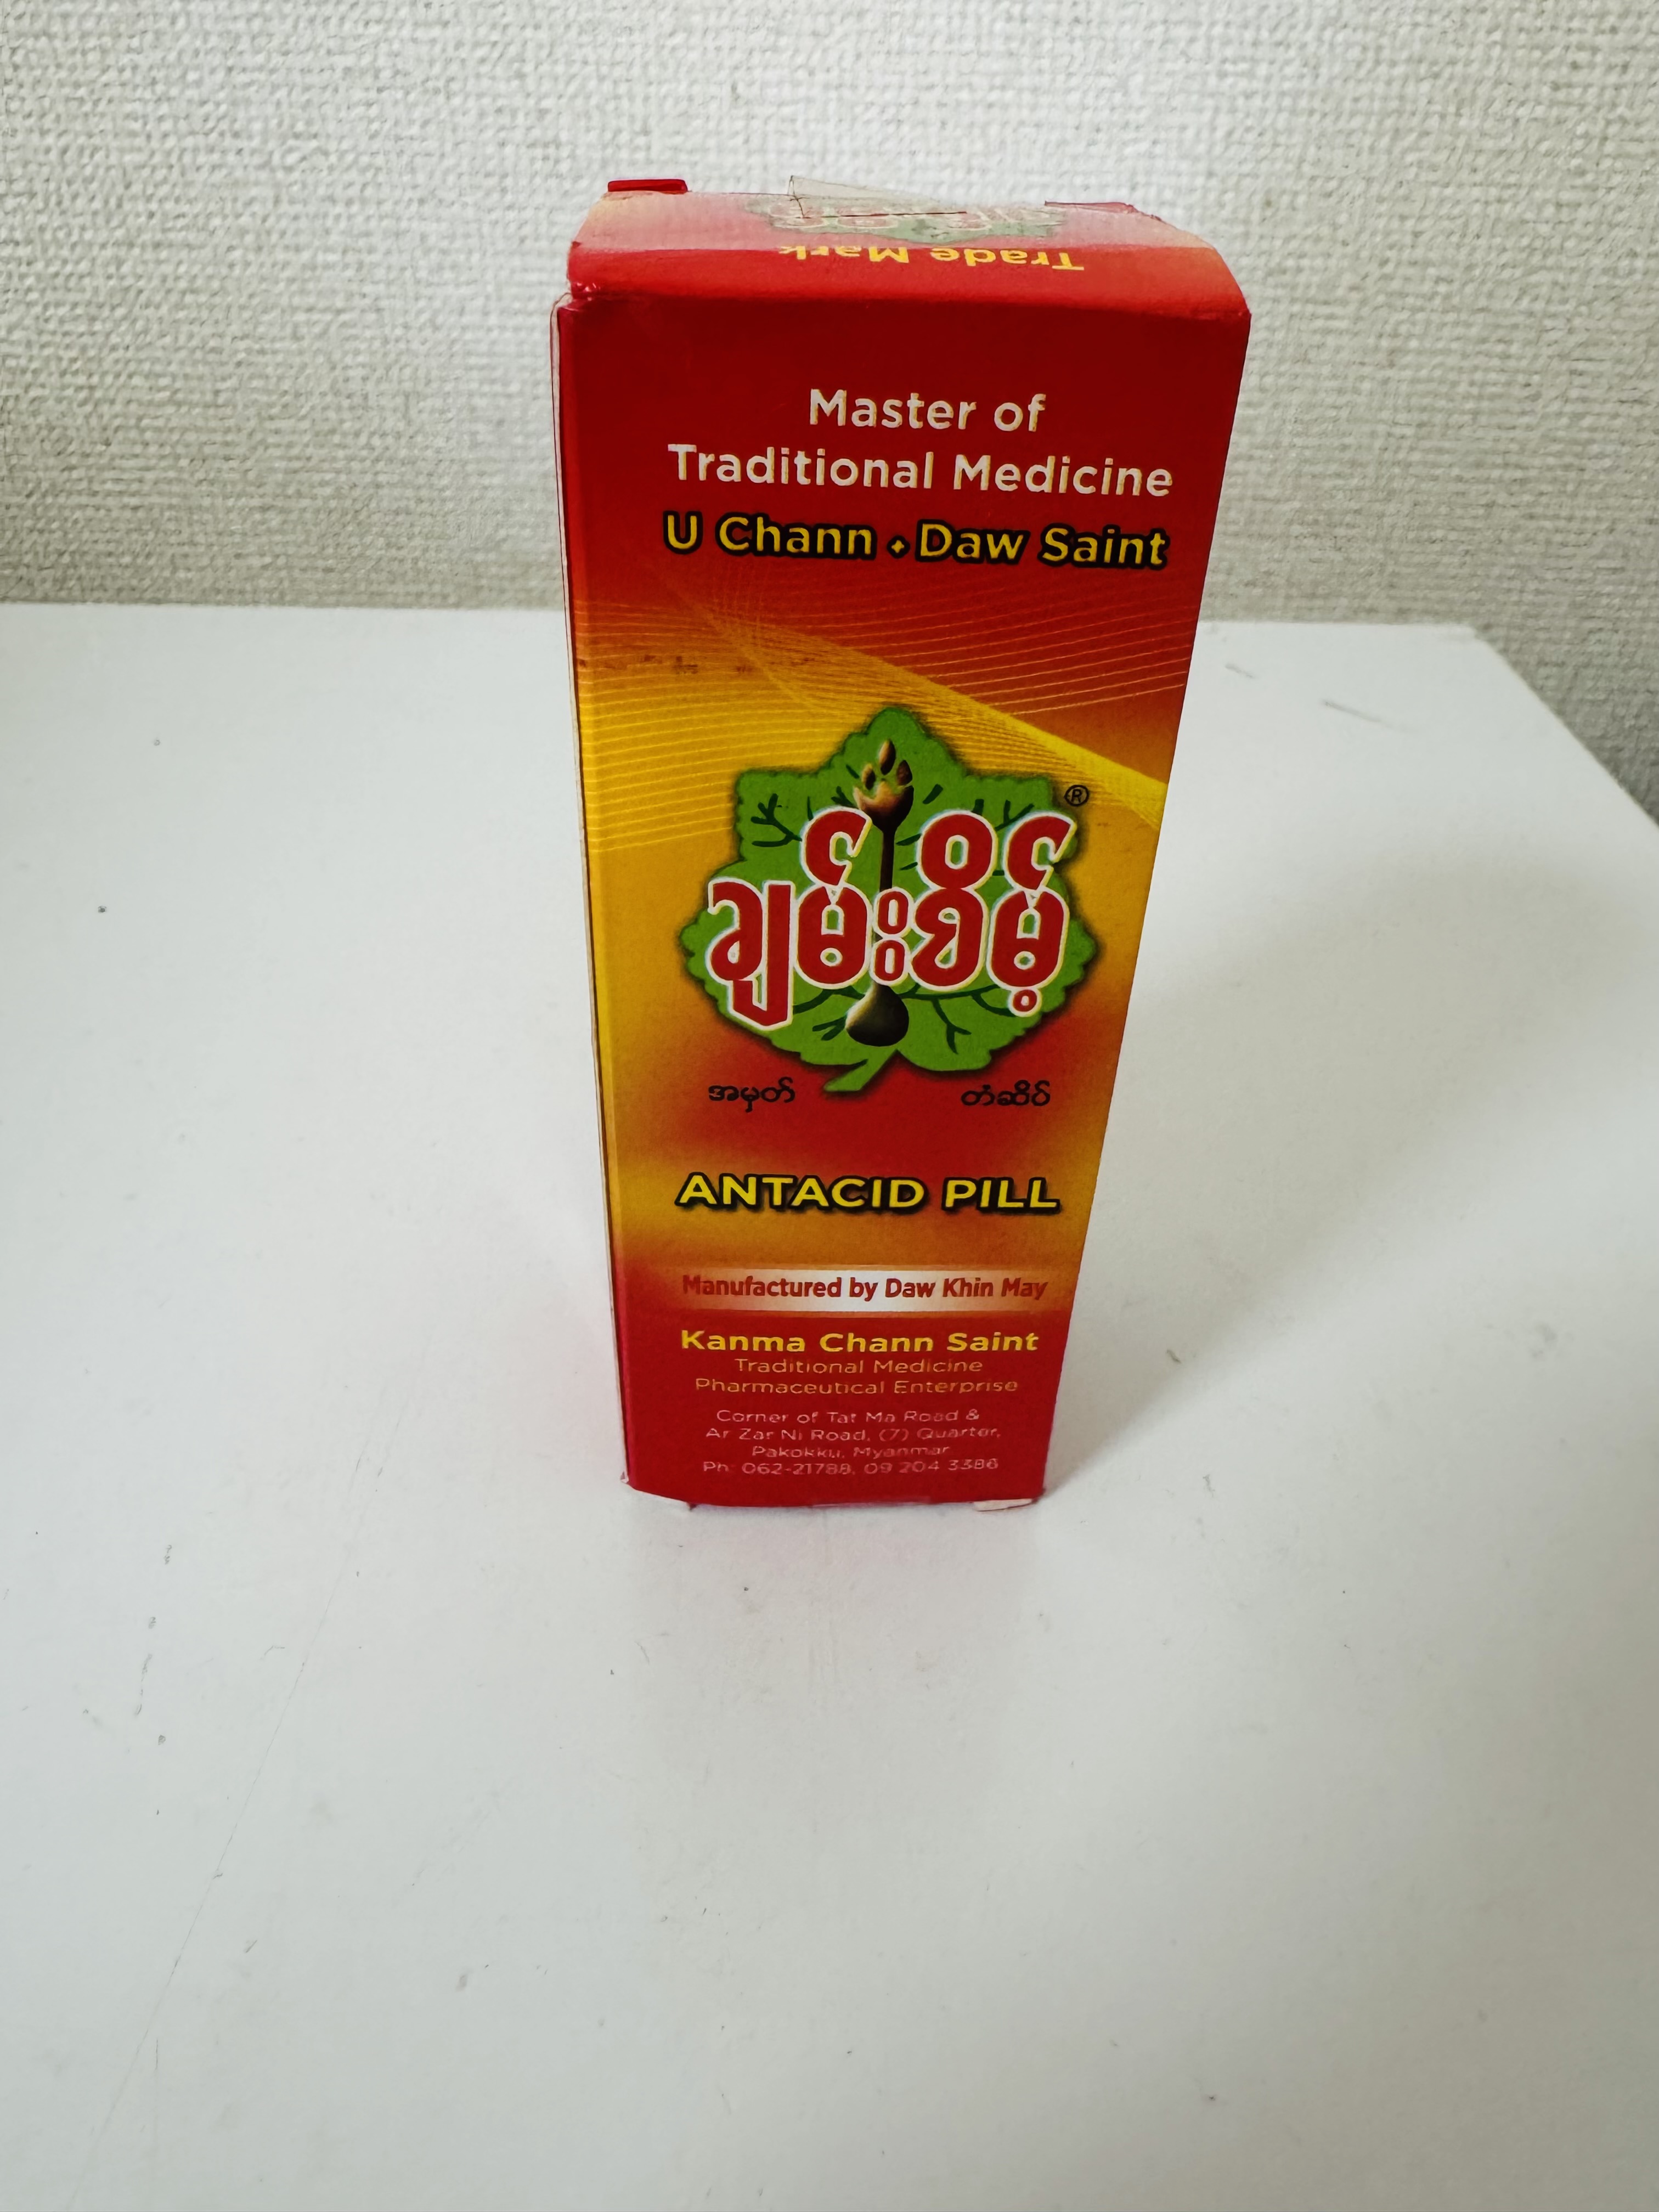 Trade Mark
Master of
Traditional Medicine
U Chann ✦ Daw Saint
®
ချမ်းစိမ့်
အမှတ် တံဆိပ်
ANTACID PILL
Manufactured by Daw Khin May
Kanma Chann Saint
Traditional Medicine
Pharmaceutical Enterprise
Corner of Tat Ma Road &
Ar Zar Ni Road, (7) Quarter,
Pakokku, Myanmar
Ph: 062-21788, 09 204 3386